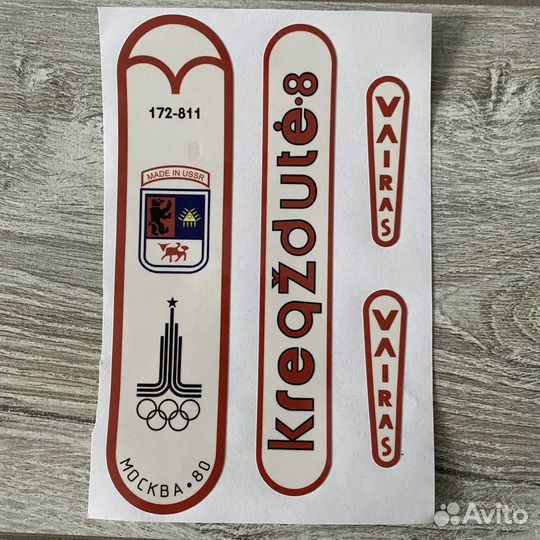 172-811
MADE IN USSR
МОСКВА • 80
kregždutė•8
VAIRAS
VAIRAS
Avito